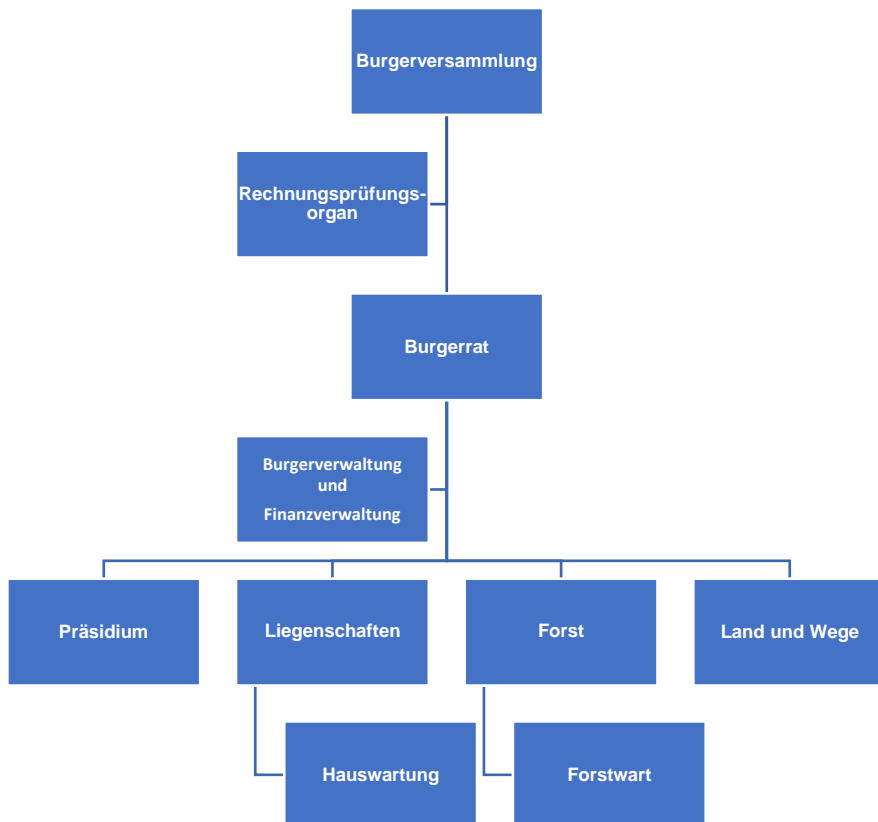 Burgerversammlung
Rechnungsprüfungs-
organ
Burgerrat
Burgerverwaltung
und
Finanzverwaltung
Präsidium
Liegenschaften
Forst
Land und Wege
Hauswartung
Forstwart